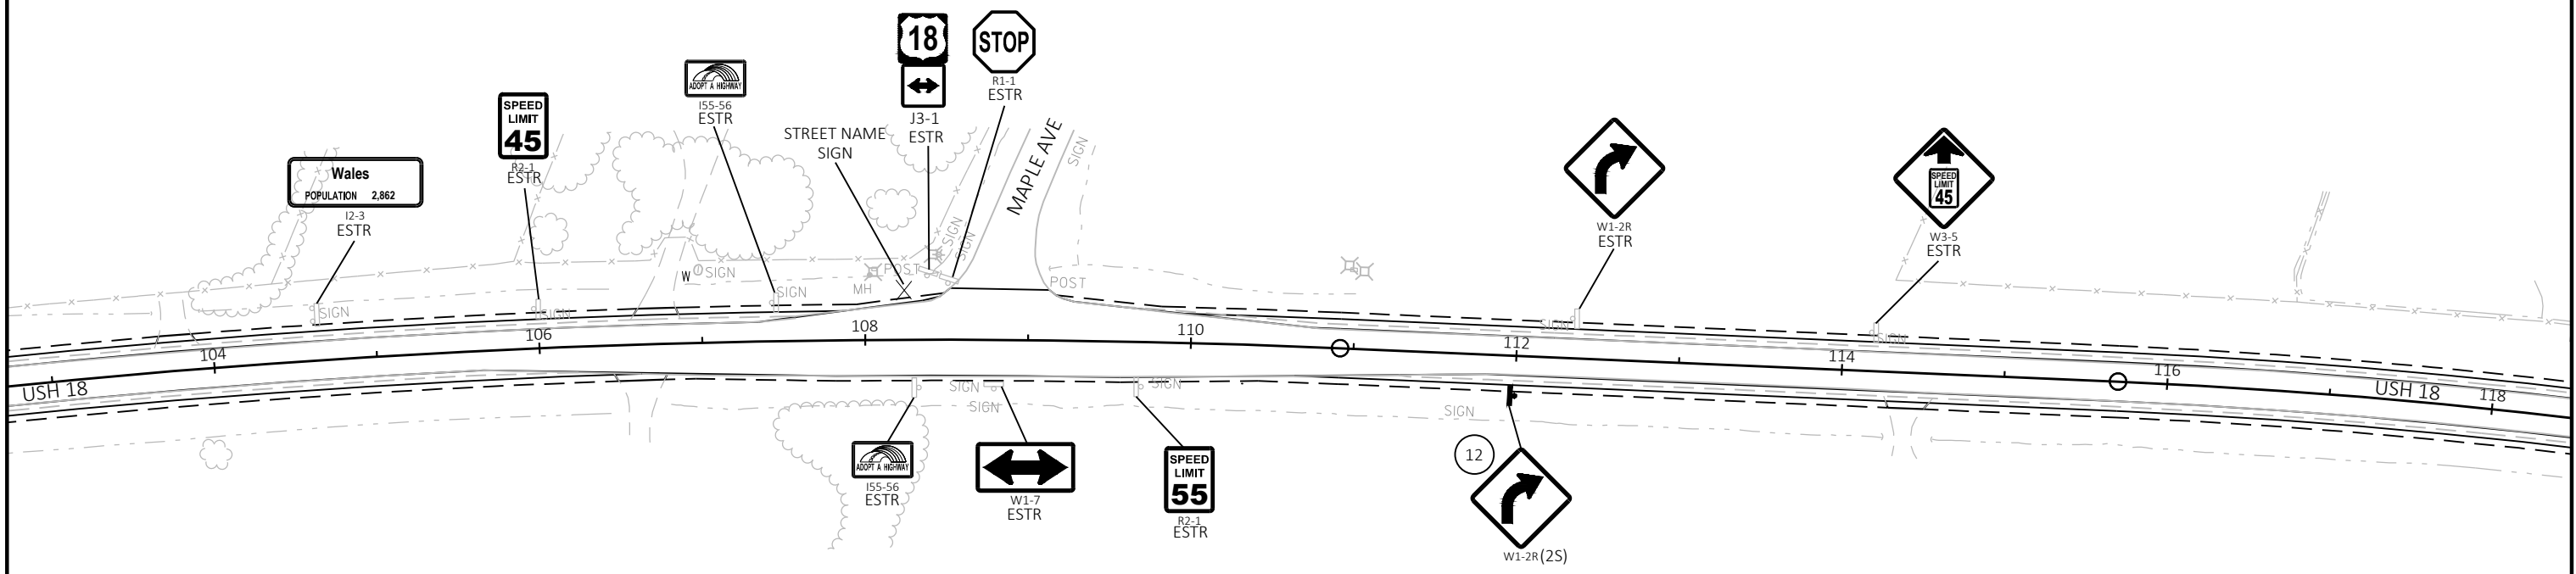 18
STOP
R1-1
ESTR
J3-1
ESTR
ADOPT A HIGHWAY
I55-56
ESTR
SPEED
LIMIT
45
R2-1
ESTR
STREET NAME
SIGN
MAPLE AVE
SIGN
Wales
POPULATION 2,862
I2-3
ESTR
W1-2R
ESTR
SPEED
LIMIT
45
W3-5
ESTR
SIGN
SIGN
W
SIGN
SIGN
MH
POST
SIGN
SIGN
POST
SIGN
SIGN
104
106
108
110
112
114
116
118
USH 18
USH 18
SIGN
SIGN
SIGN
SIGN
ADOPT A HIGHWAY
I55-56
ESTR
W1-7
ESTR
SPEED
LIMIT
55
R2-1
ESTR
12
W1-2R(2S)